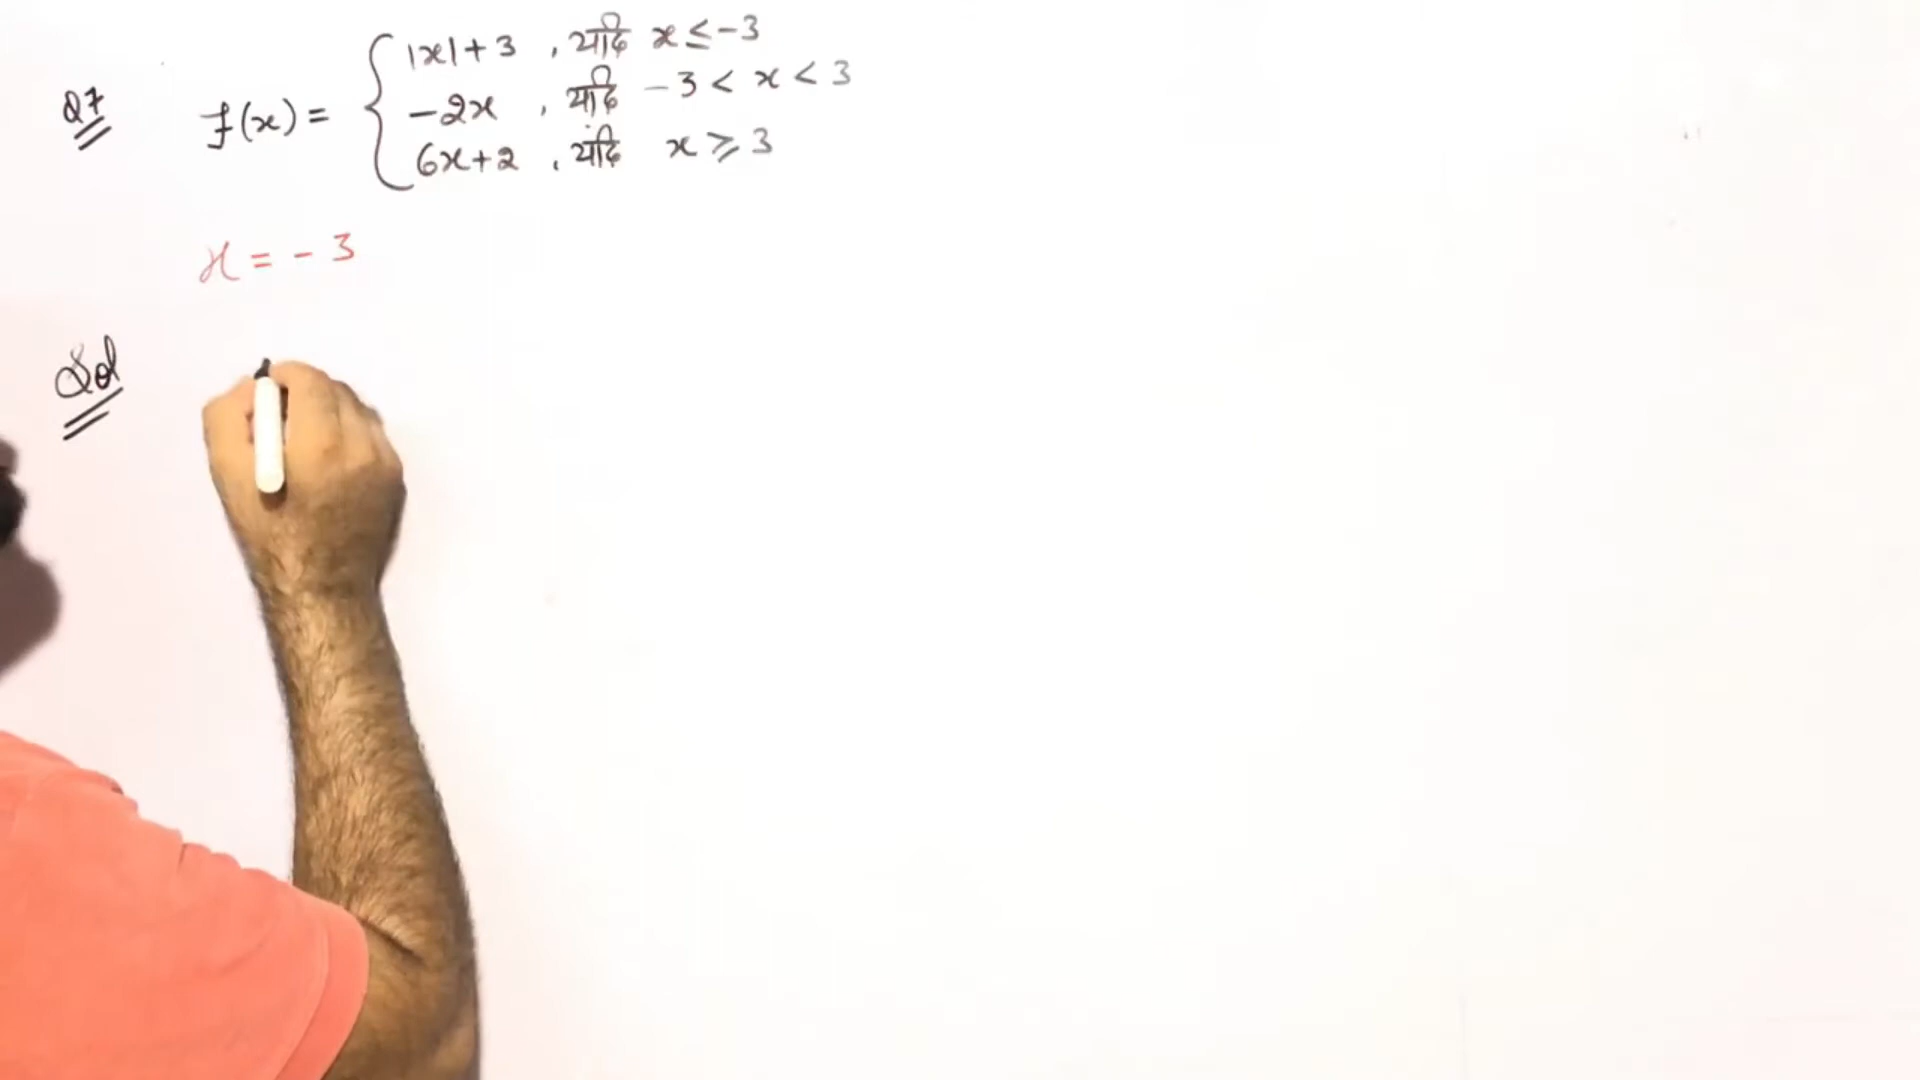 Q7 f(x) = { |x|+3 , यदि x ≤ -3
-2x , यदि -3 < x < 3
6x+2 , यदि x ≥ 3
x = - 3
Sol